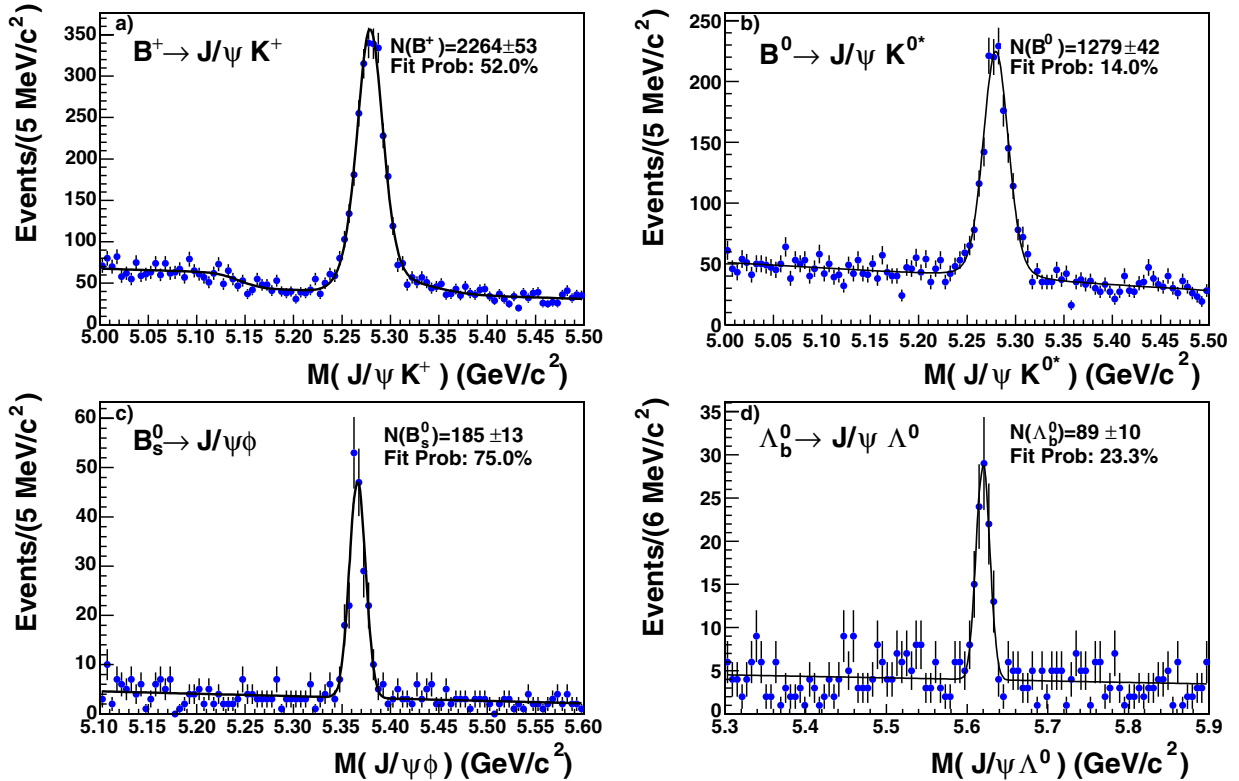 a)
B⁺→ J/ψ K⁺
N(B⁺)=2264±53
Fit Prob: 52.0%
Events/(5 MeV/c²)
350
300
250
200
150
100
50
0
5.00 5.05 5.10 5.15 5.20 5.25 5.30 5.35 5.40 5.45 5.50
M( J/ψ K⁺ ) (GeV/c²)
b)
B⁰→ J/ψ K⁰*
N(B⁰)=1279±42
Fit Prob: 14.0%
Events/(5 MeV/c²)
250
200
150
100
50
0
5.00 5.05 5.10 5.15 5.20 5.25 5.30 5.35 5.40 5.45 5.50
M( J/ψ K⁰* ) (GeV/c²)
c)
B⁰ₛ→ J/ψϕ
N(B⁰ₛ)=185 ±13
Fit Prob: 75.0%
Events/(5 MeV/c²)
60
50
40
30
20
10
0
5.10 5.15 5.20 5.25 5.30 5.35 5.40 5.45 5.50 5.55 5.60
M( J/ψϕ ) (GeV/c²)
d)
Λ_b⁰→ J/ψ Λ⁰
N(Λ_b⁰)=89 ±10
Fit Prob: 23.3%
Events/(6 MeV/c²)
35
30
25
20
15
10
5
0
5.3 5.4 5.5 5.6 5.7 5.8 5.9
M( J/ψ Λ⁰ ) (GeV/c²)